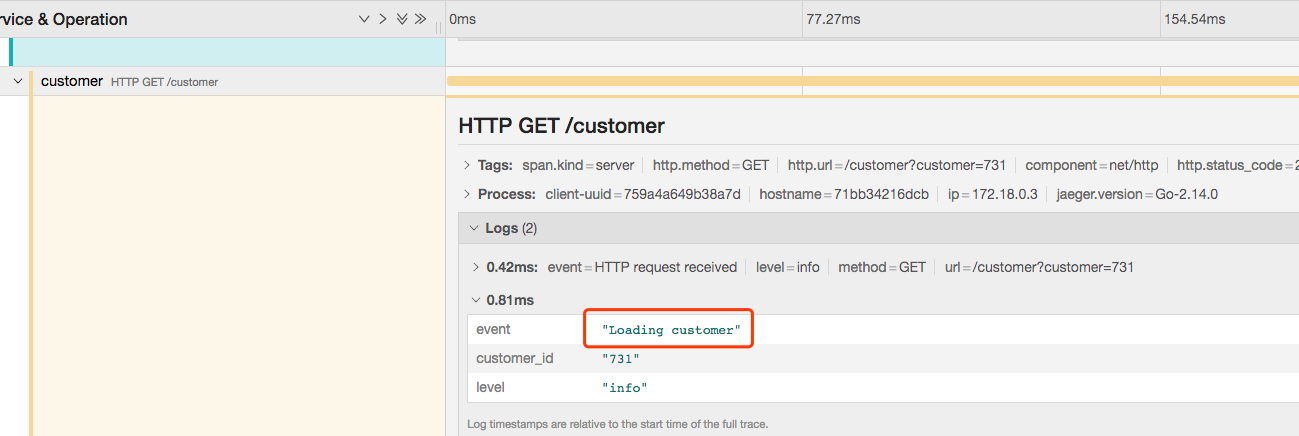 rvice & Operation 0ms 77.27ms 154.54ms
customer HTTP GET /customer
HTTP GET /customer
Tags: span.kind=server http.method=GET http.url=/customer?customer=731 component=net/http http.status_code=2
Process: client-uuid=759a4a649b38a7d hostname=71bb34216dcb ip=172.18.0.3 jaeger.version=Go-2.14.0
Logs (2)
0.42ms: event=HTTP request received level=info method=GET url=/customer?customer=731
0.81ms
event "Loading customer"
customer_id "731"
level "info"
Log timestamps are relative to the start time of the full trace.